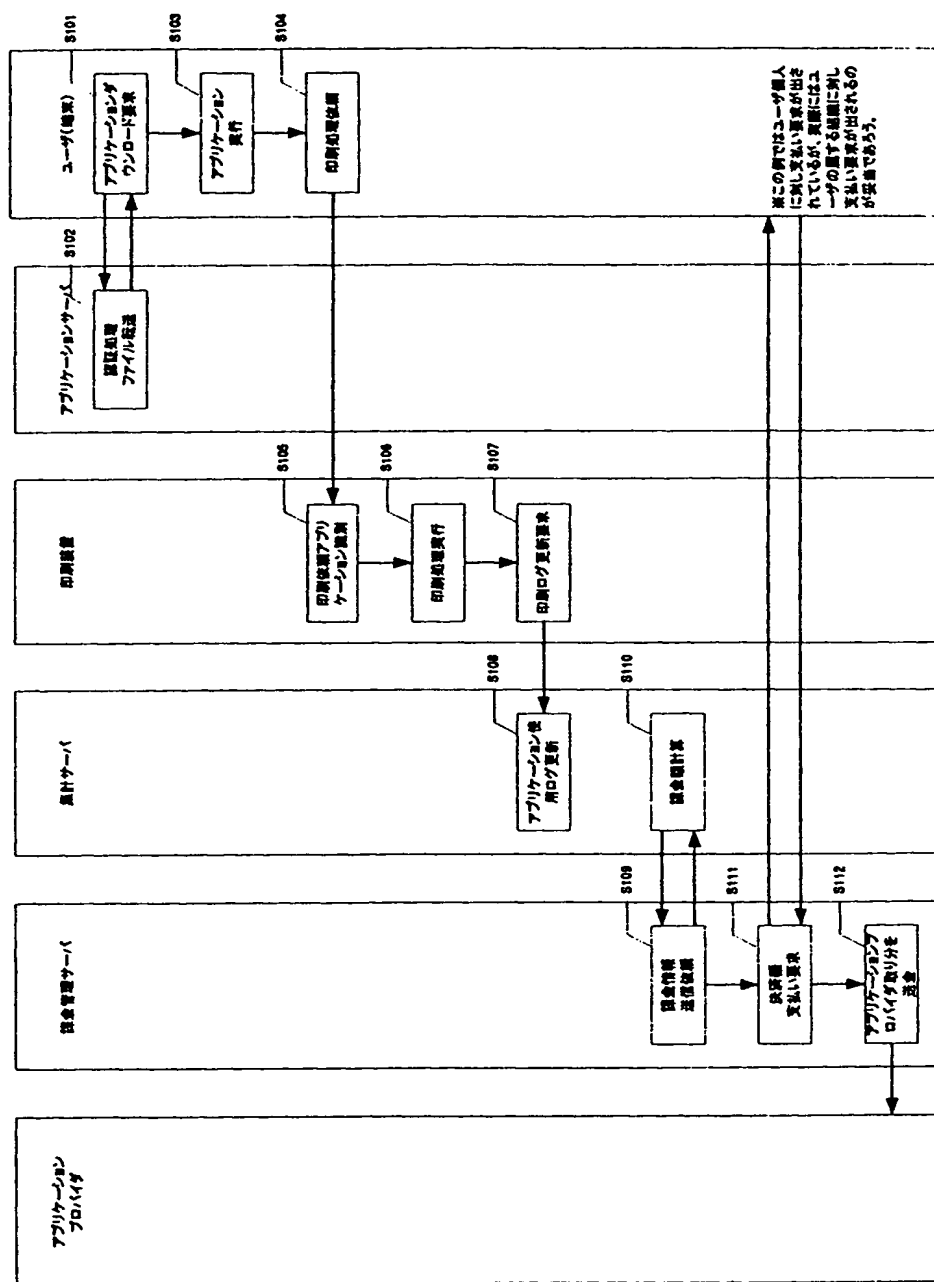 ユーザ(端末)
S101
アプリケーションダ
ウンロード要求
S103
アプリケーション
実行
S104
印刷処理依頼
※この例ではユーザ個人
に対し支払い要求が出さ
れているが、実際にはユ
ーザの属する組織に対し
支払い要求が出されるの
が妥当であろう。
アプリケーションサーバ
S102
認証処理
ファイル転送
印刷装置
S105
印刷依頼アプリ
ケーション識別
S106
印刷処理実行
S107
印刷ログ更新要求
集計サーバ
S108
アプリケーション使
用ログ更新
S110
課金額計算
課金管理サーバ
S109
課金情報
送信依頼
S111
決済額
支払い要求
S112
アプリケーションプ
ロバイダ取り分を
送金
アプリケーション
プロバイダ